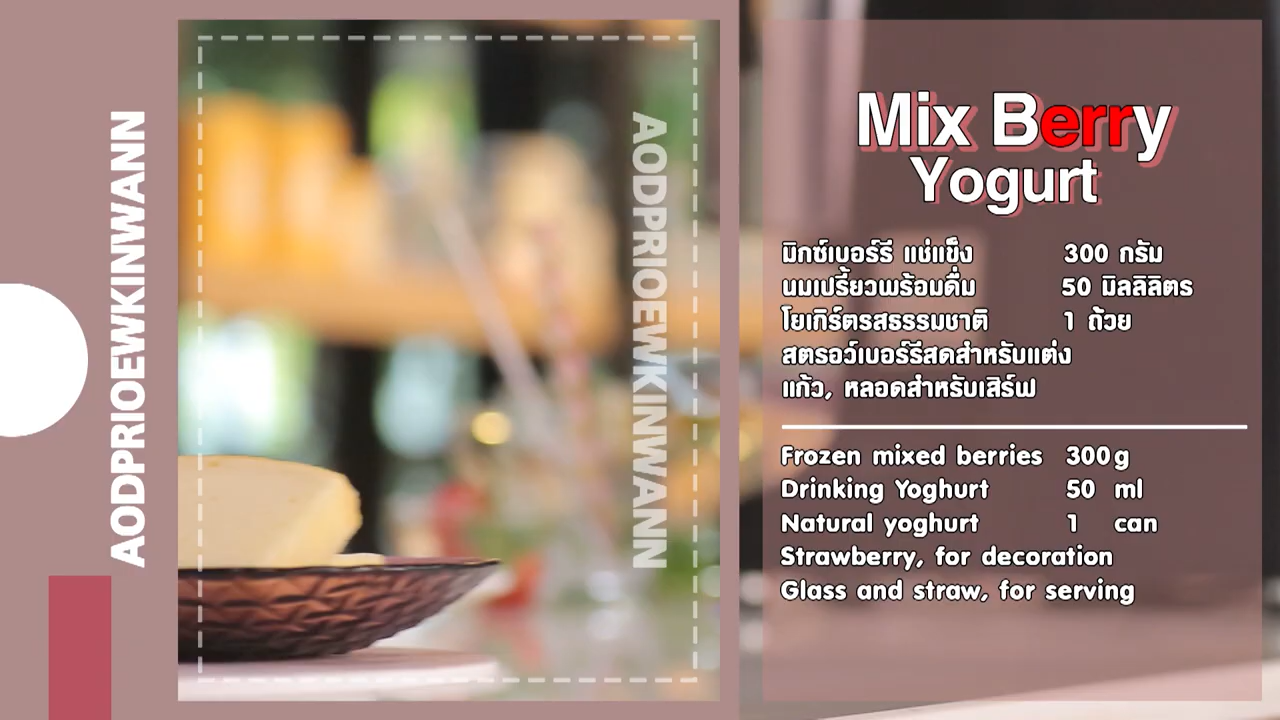 AODPRIOEWKINWANN
AODPRIOEWKINWANN
Mix Berry
Yogurt
มิกซ์เบอร์รี แช่แข็ง 300 กรัม
นมเปรี้ยวพร้อมดื่ม 50 มิลลิลิตร
โยเกิร์ตรสธรรมชาติ 1 ถ้วย
สตรอว์เบอร์รีสดสำหรับแต่ง
แก้ว, หลอดสำหรับเสิร์ฟ
Frozen mixed berries 300g
Drinking Yoghurt 50 ml
Natural yoghurt 1 can
Strawberry, for decoration
Glass and straw, for serving